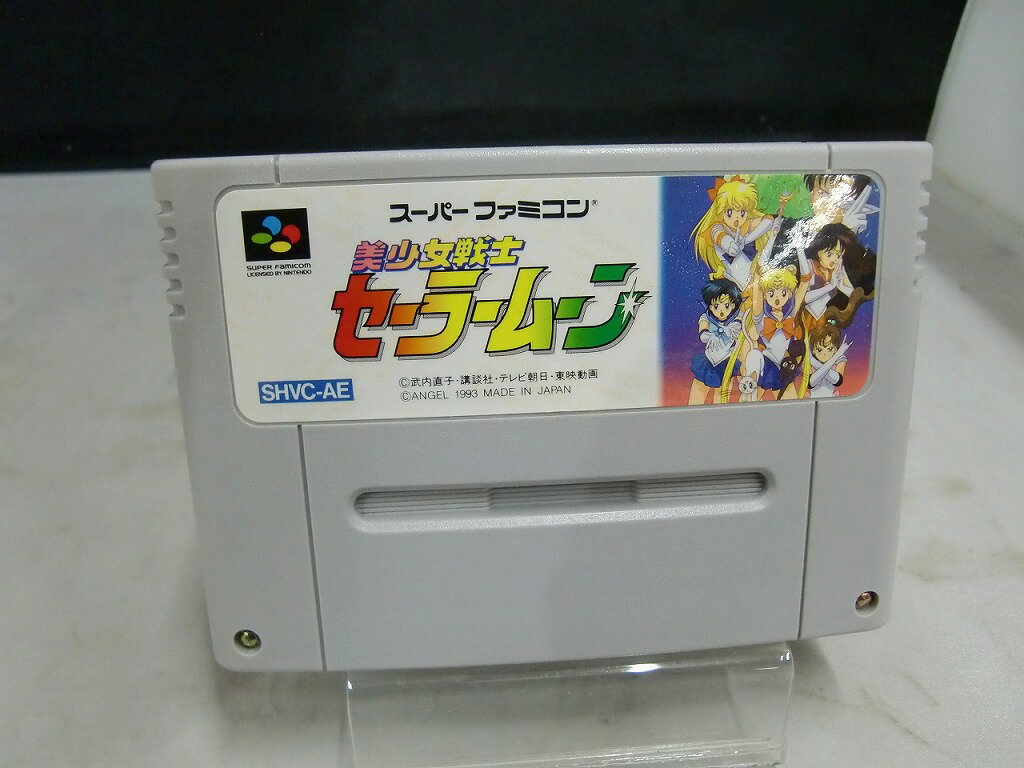 スーパーファミコン®
SUPER FAMICOM
LICENSED BY NINTENDO
美少女戦士
セーラームーン
SHVC-AE
©武内直子・講談社・テレビ朝日・東映動画
©ANGEL 1993 MADE IN JAPAN